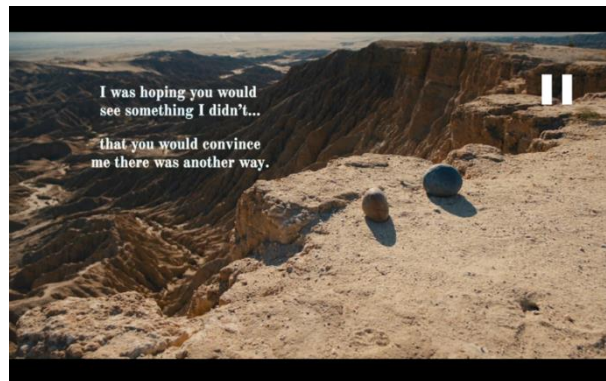 I was hoping you would
see something I didn't...
that you would convince
me there was another way.